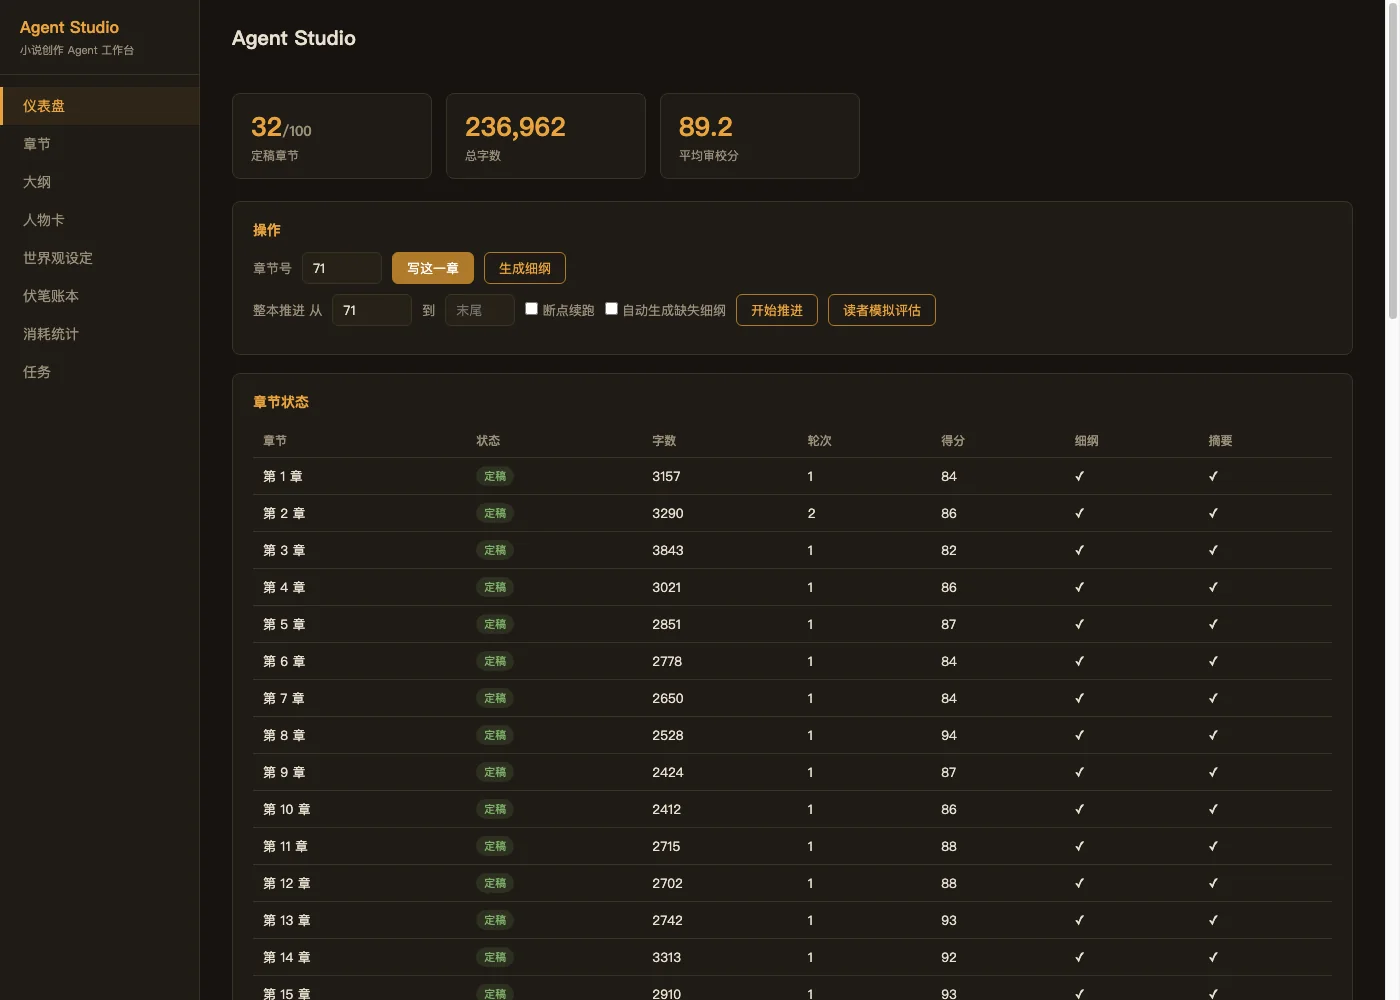 Agent Studio
小说创作 Agent 工作台
仪表盘
章节
大纲
人物卡
世界观设定
伏笔账本
消耗统计
任务
Agent Studio
32/100
定稿章节
236,962
总字数
89.2
平均审校分
操作
章节号 71 写这一章 生成细纲
整本推进 从 71 到 末尾 断点续跑 自动生成缺失细纲 开始推进 读者模拟评估
章节状态
章节 状态 字数 轮次 得分 细纲 摘要
第 1 章 定稿 3157 1 84 ✓ ✓
第 2 章 定稿 3290 2 86 ✓ ✓
第 3 章 定稿 3843 1 82 ✓ ✓
第 4 章 定稿 3021 1 86 ✓ ✓
第 5 章 定稿 2851 1 87 ✓ ✓
第 6 章 定稿 2778 1 84 ✓ ✓
第 7 章 定稿 2650 1 84 ✓ ✓
第 8 章 定稿 2528 1 94 ✓ ✓
第 9 章 定稿 2424 1 87 ✓ ✓
第 10 章 定稿 2412 1 86 ✓ ✓
第 11 章 定稿 2715 1 88 ✓ ✓
第 12 章 定稿 2702 1 88 ✓ ✓
第 13 章 定稿 2742 1 93 ✓ ✓
第 14 章 定稿 3313 1 92 ✓ ✓
第 15 章 定稿 2910 1 93 ✓ ✓